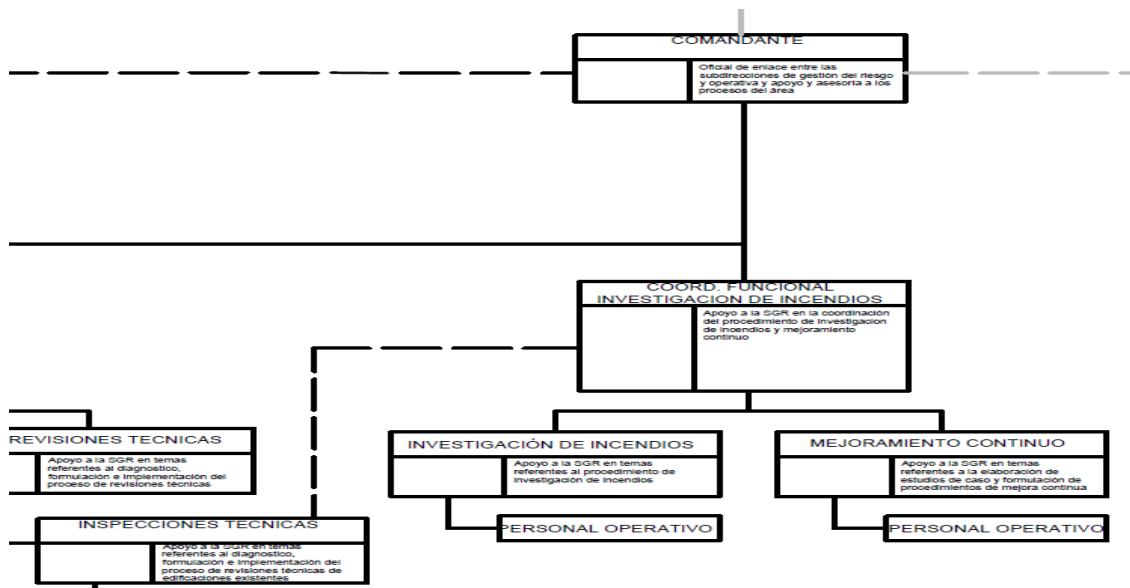 COMANDANTE
Oficial de enlace entre las
subdirecciones de gestión del riesgo
y operativa y apoyo y asesoría a los
procesos del área
COORD. FUNCIONAL
INVESTIGACION DE INCENDIOS
Apoyo a la SGR en la coordinación
del procedimiento de Investigacion
de incendios y mejoramiento
continuo
REVISIONES TECNICAS
Apoyo a la SGR en temas
referentes al diagnostico,
formulación e implementación del
proceso de revisiones técnicas
INVESTIGACIÓN DE INCENDIOS
Apoyo a la SGR en temas
referentes al procedimiento de
Investigación de Incendios
MEJORAMIENTO CONTINUO
Apoyo a la SGR en temas
referentes a la elaboración de
estudios de caso y formulación de
procedimientos de mejora continua
INSPECCIONES TECNICAS
Apoyo a la SGR en temas
referentes al diagnostico,
formulación e implementación del
proceso de revisiones técnicas de
edificaciones existentes
PERSONAL OPERATIVO
PERSONAL OPERATIVO